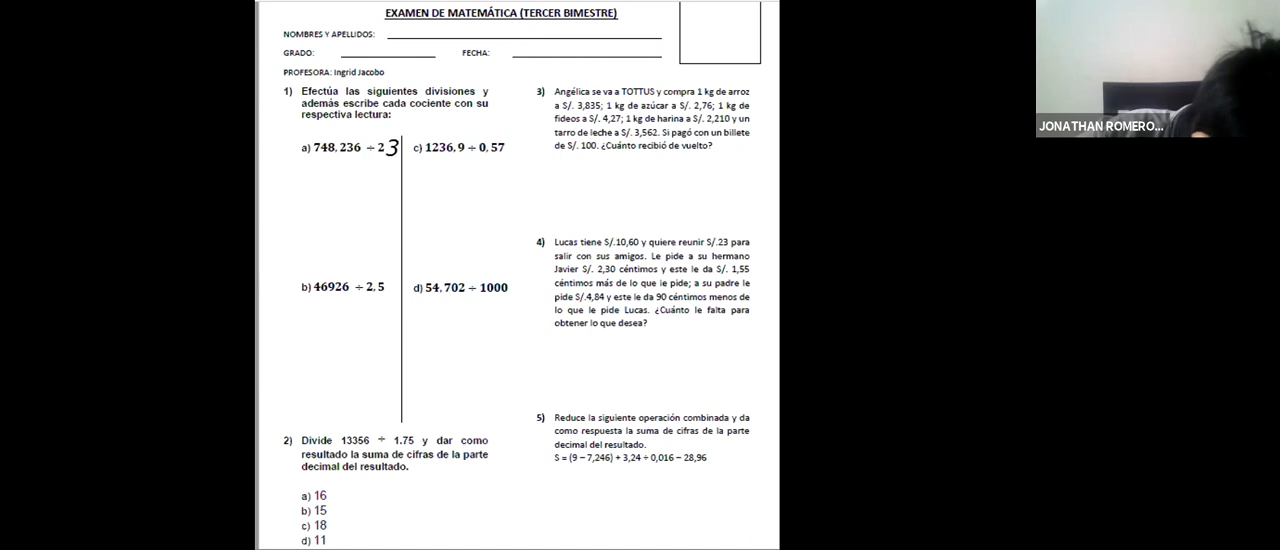 EXAMEN DE MATEMÁTICA (TERCER BIMESTRE)
NOMBRES Y APELLIDOS:
GRADO: FECHA:
PROFESORA: Ingrid Jacobo
1) Efectúa las siguientes divisiones y
además escribe cada cociente con su
respectiva lectura:
a) 748,236 ÷ 23
c) 1236,9 ÷ 0,57
b) 46926 ÷ 2,5
d) 54,702 ÷ 1000
2) Divide 13356 ÷ 1.75 y dar como
resultado la suma de cifras de la parte
decimal del resultado.
a) 16
b) 15
c) 18
d) 11
3) Angélica se va a TOTTUS y compra 1 kg de arroz
a S/. 3,835; 1 kg de azúcar a S/. 2,76; 1 kg de
fideos a S/. 4,27; 1 kg de harina a S/. 2,210 y un
tarro de leche a S/. 3,562. Si pagó con un billete
de S/. 100. ¿Cuánto recibió de vuelto?
4) Lucas tiene S/.10,60 y quiere reunir S/.23 para
salir con sus amigos. Le pide a su hermano
Javier S/. 2,30 céntimos y este le da S/. 1,55
céntimos más de lo que le pide; a su padre le
pide S/.4,84 y este le da 90 céntimos menos de
lo que le pide Lucas. ¿Cuánto le falta para
obtener lo que desea?
5) Reduce la siguiente operación combinada y da
como respuesta la suma de cifras de la parte
decimal del resultado.
S = (9 – 7,246) + 3,24 ÷ 0,016 – 28,96
JONATHAN ROMERO...